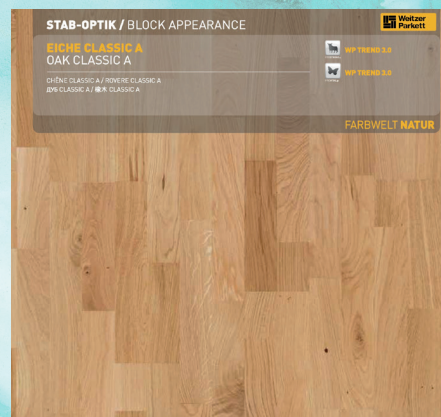 STAB-OPTIK / BLOCK APPEARANCE
Weitzer
Parkett
EICHE CLASSIC A
OAK CLASSIC A
CHÊNE CLASSIC A / ROVERE CLASSIC A
ДУБ CLASSIC A / 橡木 CLASSIC A
WP TREND 3.0
WP TREND 3.0
FARBWELT NATUR